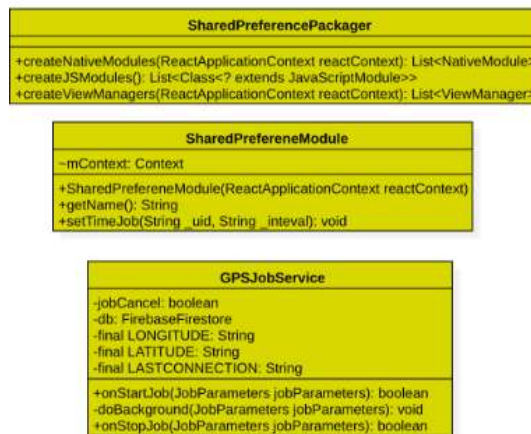 SharedPreferencePackager
+createNativeModules(ReactApplicationContext reactContext): List<NativeModule>
+createJSModules(): List<Class<? extends JavaScriptModule>>
+createViewManagers(ReactApplicationContext reactContext): List<ViewManager>
SharedPrefereneModule
~mContext: Context
+SharedPrefereneModule(ReactApplicationContext reactContext)
+getName(): String
+setTimeJob(String _uid, String _inteval): void
GPSJobService
-jobCancel: boolean
-db: FirebaseFirestore
-final LONGITUDE: String
-final LATITUDE: String
-final LASTCONNECTION: String
+onStartJob(JobParameters jobParameters): boolean
-doBackground(JobParameters jobParameters): void
+onStopJob(JobParameters jobParameters): boolean